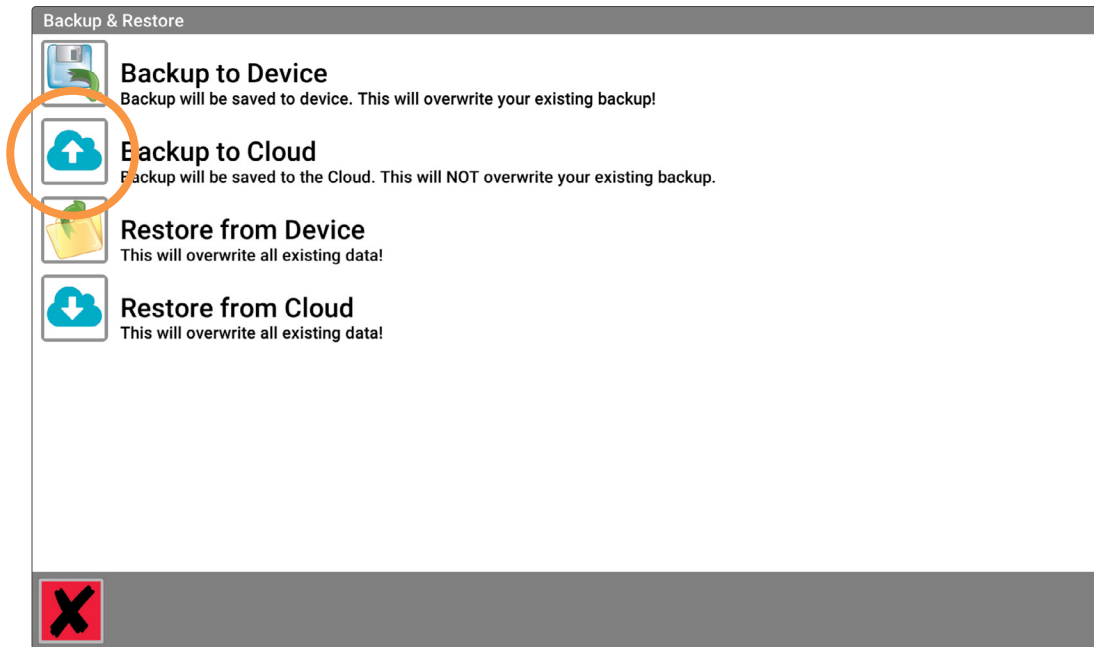 Backup & Restore
Backup to Device
Backup will be saved to device. This will overwrite your existing backup!
Backup to Cloud
Backup will be saved to the Cloud. This will NOT overwrite your existing backup.
Restore from Device
This will overwrite all existing data!
Restore from Cloud
This will overwrite all existing data!